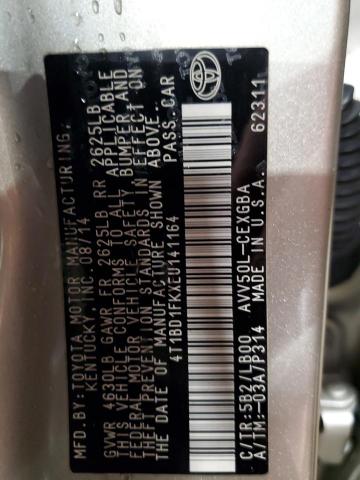 MFD.BY:TOYOTA MOTOR MANUFACTURING,
KENTUCKY, INC. 08/14
GVWR 4630LB GAWR FR 2625LB RR 2625LB
THIS VEHICLE CONFORMS TO ALL APPLICABLE
FEDERAL MOTOR VEHICLE SAFETY BUMPER, AND
THEFT PREVENTION STANDARDS IN EFFECT ON
THE DATE OF MANUFACTURE SHOWN ABOVE.
4T1BD1FKXEU141164 PASS.CAR
C/TR:5B2/LB00 AVV50L-CEXGBA
A/TM:-03A/P314 MADE IN U.S.A. 62311